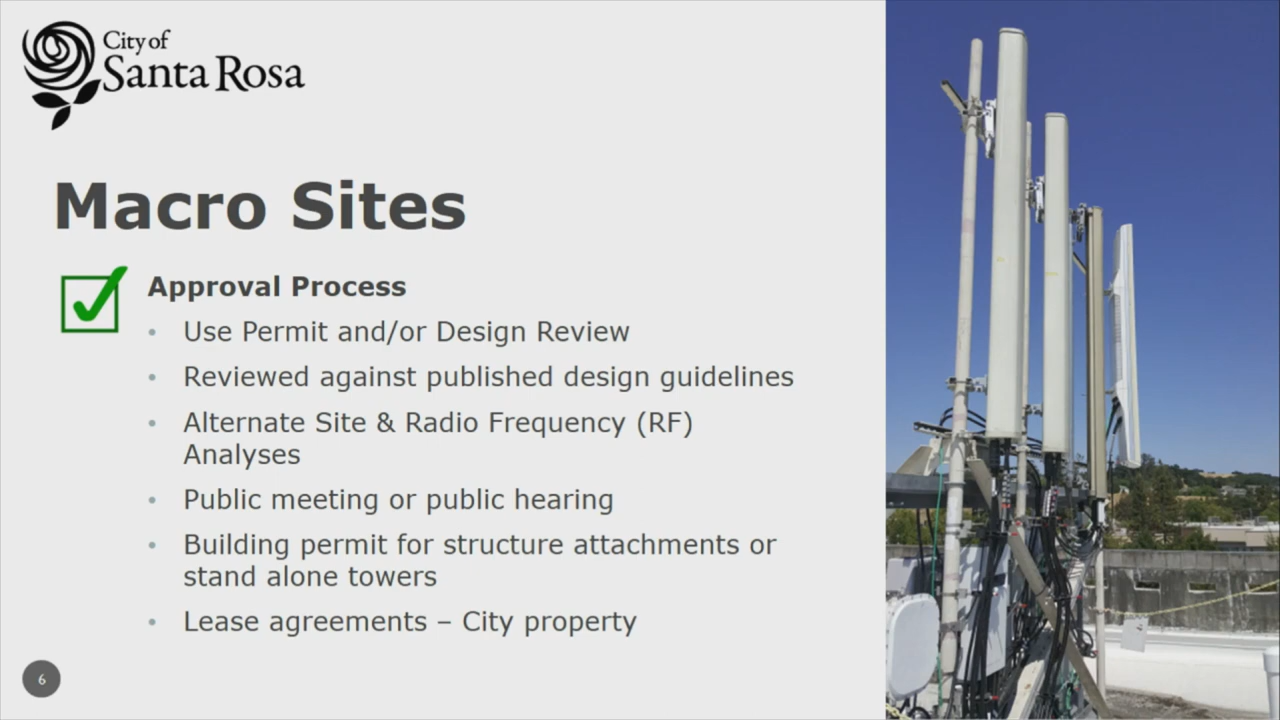 City of
Santa Rosa
Macro Sites
Approval Process
• Use Permit and/or Design Review
• Reviewed against published design guidelines
• Alternate Site & Radio Frequency (RF)
Analyses
• Public meeting or public hearing
• Building permit for structure attachments or
stand alone towers
• Lease agreements – City property
6